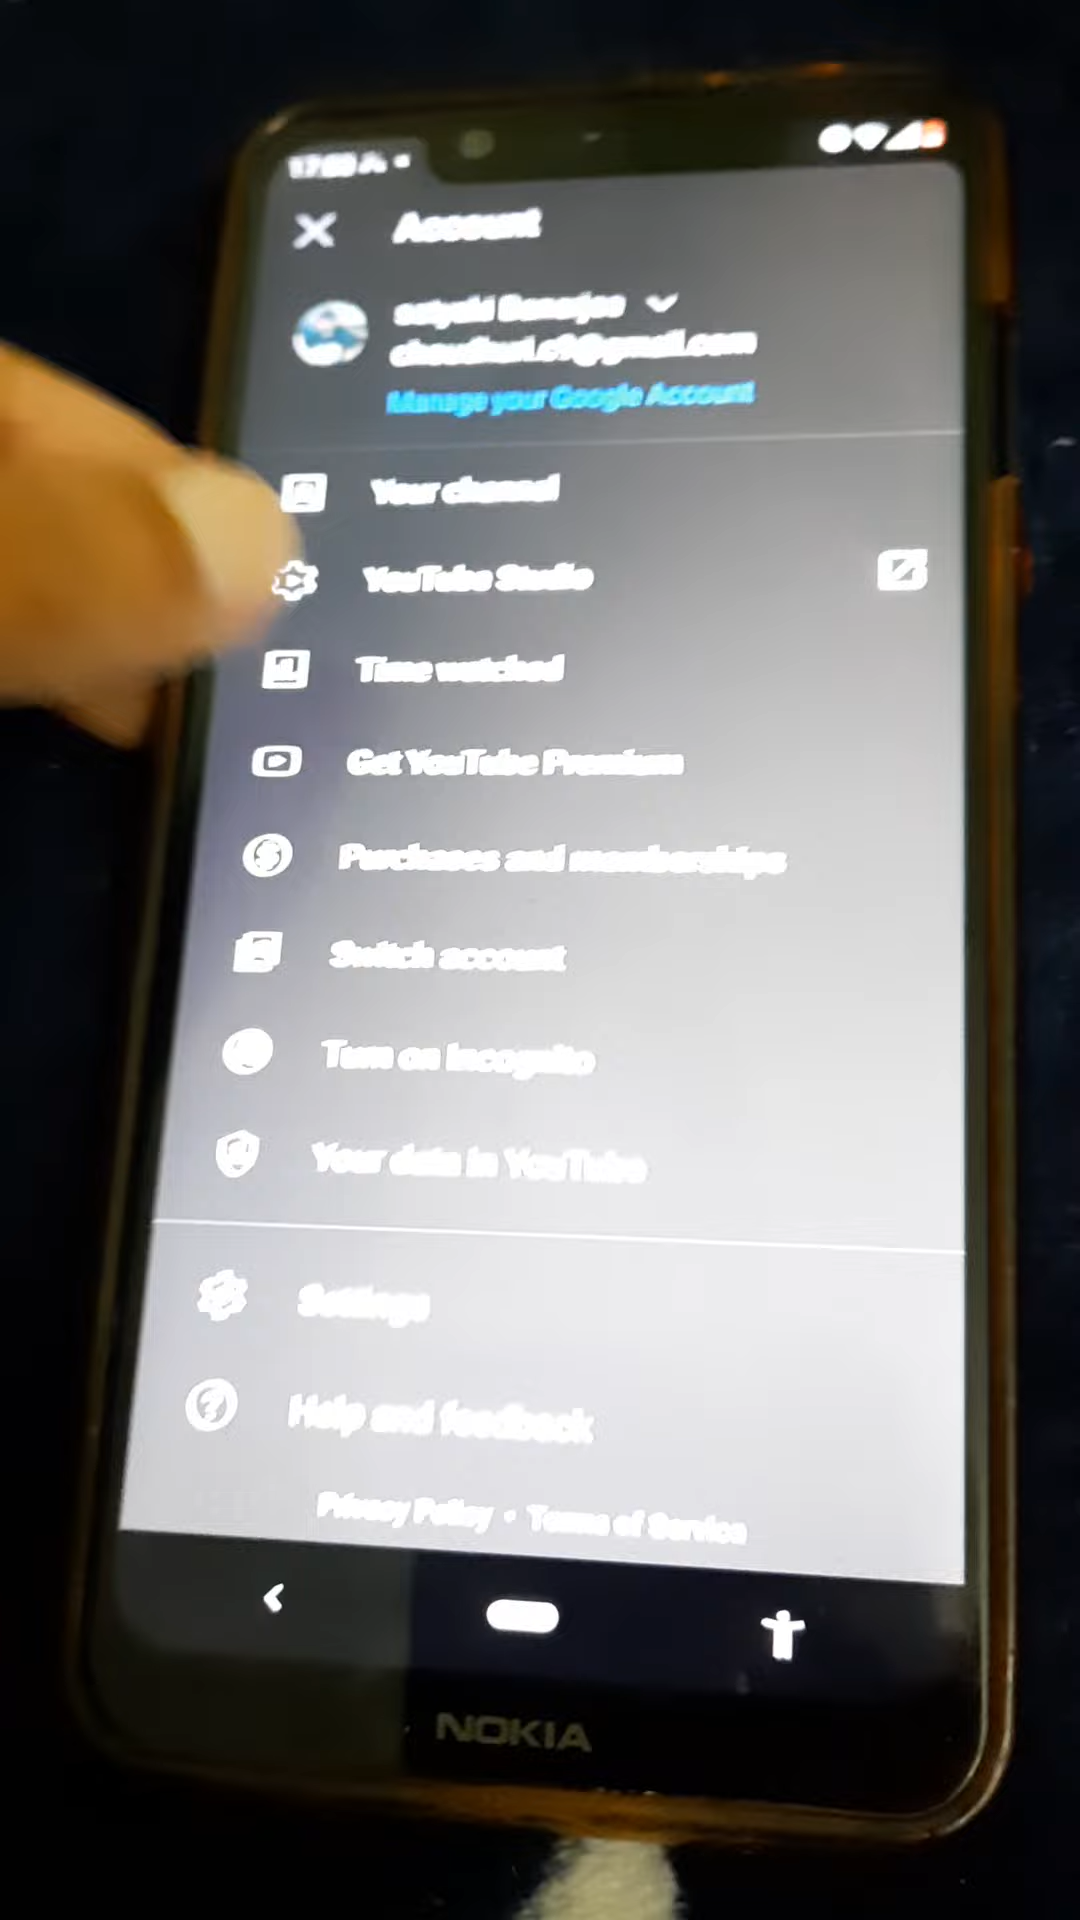 Account
Banerjee
Manage your Google Account
Your channel
YouTube Studio
Time watched
Get YouTube Premium
Purchases and memberships
Switch account
Turn on Incognito
Your data in YouTube
Settings
Help and feedback
Privacy Policy • Terms of Service
NOKIA